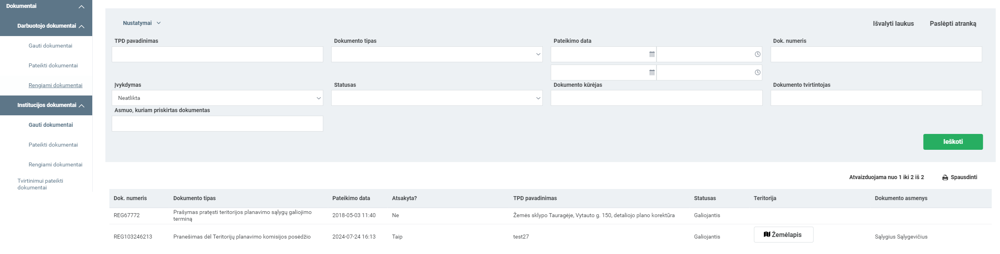 Dokumentai
Darbuotojo dokumentai
Gauti dokumentai
Pateikti dokumentai
Rengiami dokumentai
Institucijos dokumentai
Gauti dokumentai
Pateikti dokumentai
Rengiami dokumentai
Tvirtinimui pateikti
dokumentai
Nustatymai
Išvalyti laukus Paslėpti atranką
TPD pavadinimas Dokumento tipas Pateikimo data Dok. numeris
Įvykdymas Statusas Dokumento kūrėjas Dokumento tvirtintojas
Neatlikta
Asmuo, kuriam priskirtas dokumentas
Ieškoti
Atvaizduojama nuo 1 iki 2 iš 2 Spausdinti
Dok. numeris Dokumento tipas Pateikimo data Atsakyta? TPD pavadinimas Statusas Teritorija Dokumento asmenys
REG67772 Prašymas pratęsti teritorijos planavimo sąlygų galiojimo
terminą 2018-05-03 11:40 Ne Žemės sklypo Tauragėje, Vytauto g. 150, detaliojo plano korektūra Galiojantis
REG103246213 Pranešimas dėl Teritorijų planavimo komisijos posėdžio 2024-07-24 16:13 Taip test27 Galiojantis Žemėlapis Sąlygius Sąlygevičius